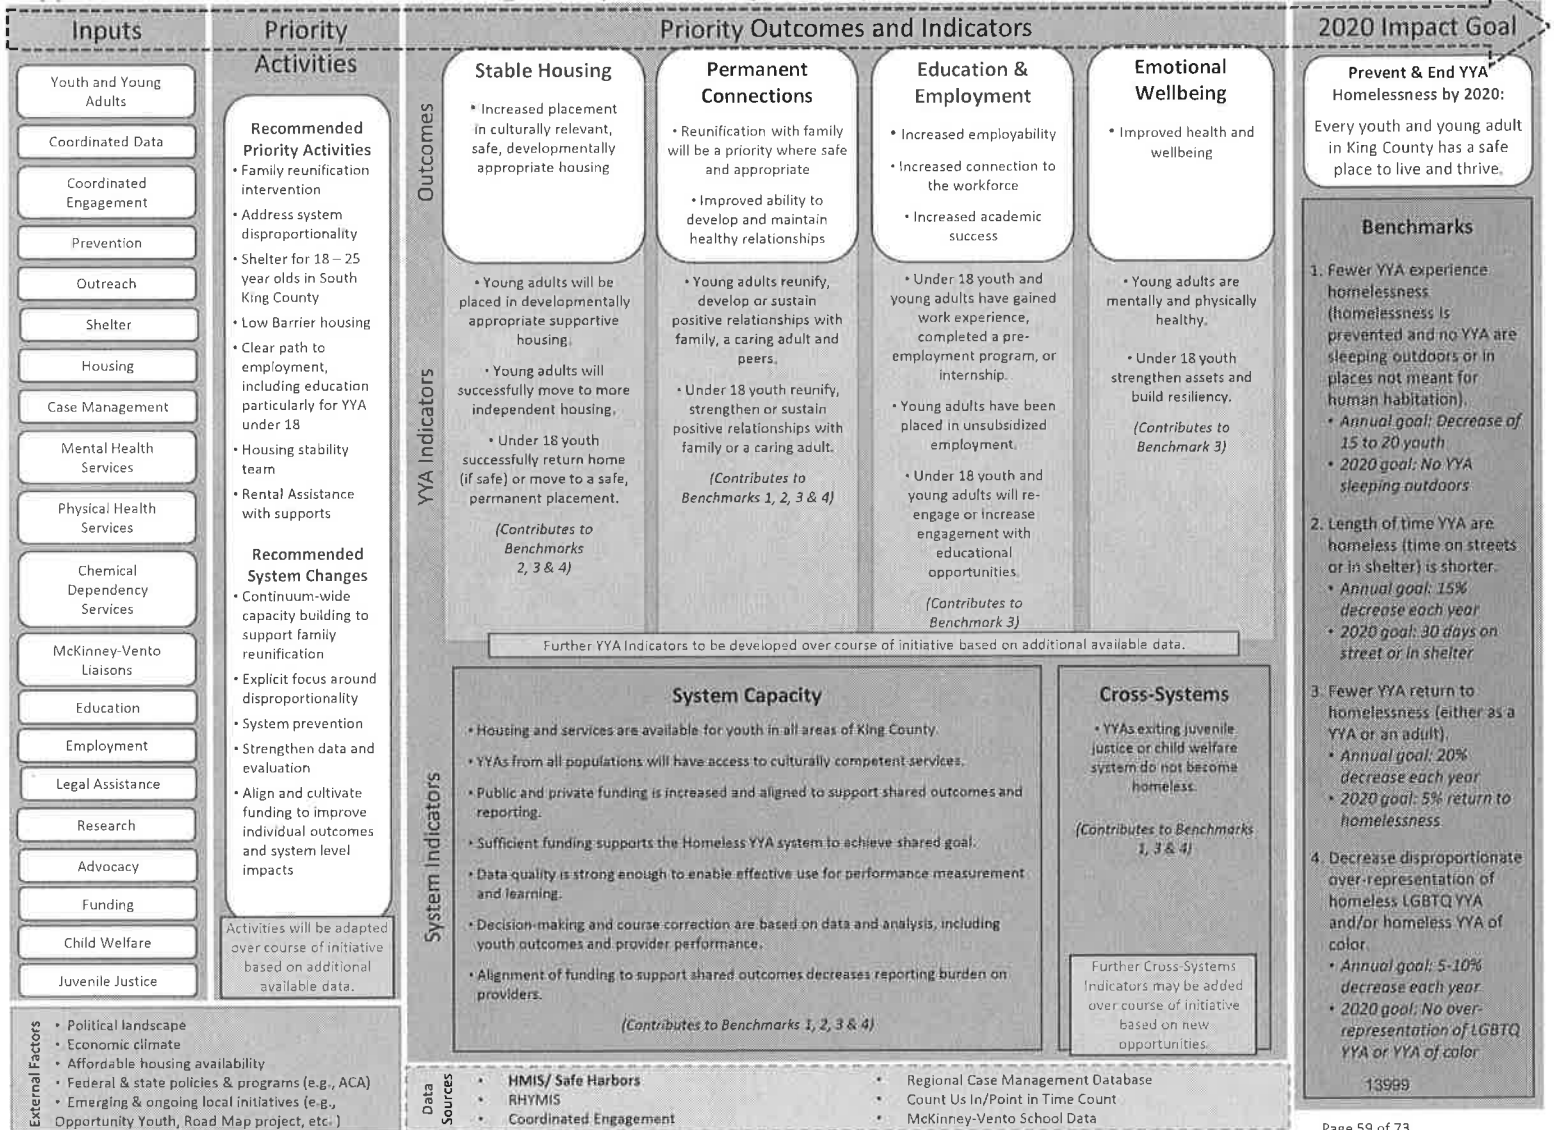 Inputs
Youth and Young
Adults
Coordinated Data
Coordinated
Engagement
Prevention
Outreach
Shelter
Housing
Case Management
Mental Health
Services
Physical Health
Services
Chemical
Dependency
Services
McKinney-Vento
Liaisons
Education
Employment
Legal Assistance
Research
Advocacy
Funding
Child Welfare
Juvenile Justice
Priority
Activities
Recommended
Priority Activities
• Family reunification
intervention
• Address system
disproportionality
• Shelter for 18 – 25
year olds in South
King County
• Low Barrier housing
• Clear path to
employment,
including education
particularly for YYA
under 18
• Housing stability
team
• Rental Assistance
with supports
Recommended
System Changes
• Continuum-wide
capacity building to
support family
reunification
• Explicit focus around
disproportionality
• System prevention
• Strengthen data and
evaluation
• Align and cultivate
funding to improve
individual outcomes
and system level
impacts
Activities will be adapted
over course of initiative
based on additional
available data.
Priority Outcomes and Indicators
Outcomes
Stable Housing
• Increased placement
in culturally relevant,
safe, developmentally
appropriate housing
Permanent
Connections
• Reunification with family
will be a priority where safe
and appropriate
• Improved ability to
develop and maintain
healthy relationships
Education &
Employment
• Increased employability
• Increased connection to
the workforce
• Increased academic
success
Emotional
Wellbeing
• Improved health and
wellbeing
YYA Indicators
• Young adults will be
placed in developmentally
appropriate supportive
housing.
• Young adults will
successfully move to more
independent housing.
• Under 18 youth
successfully return home
(if safe) or move to a safe,
permanent placement.
(Contributes to
Benchmarks
2, 3 & 4)
• Young adults reunify,
develop or sustain
positive relationships with
family, a caring adult and
peers.
• Under 18 youth reunify,
strengthen or sustain
positive relationships with
family or a caring adult.
(Contributes to
Benchmarks 1, 2, 3 & 4)
• Under 18 youth and
young adults have gained
work experience,
completed a pre-
employment program, or
internship.
• Young adults have been
placed in unsubsidized
employment.
• Under 18 youth and
young adults will re-
engage or increase
engagement with
educational
opportunities.
(Contributes to
Benchmark 3)
• Young adults are
mentally and physically
healthy.
• Under 18 youth
strengthen assets and
build resiliency.
(Contributes to
Benchmark 3)
Further YYA Indicators to be developed over course of initiative based on additional available data.
System Indicators
System Capacity
• Housing and services are available for youth in all areas of King County.
• YYAs from all populations will have access to culturally competent services.
• Public and private funding is increased and aligned to support shared outcomes and
reporting.
• Sufficient funding supports the Homeless YYA system to achieve shared goal.
• Data quality is strong enough to enable effective use for performance measurement
and learning.
• Decision-making and course correction are based on data and analysis, including
youth outcomes and provider performance.
• Alignment of funding to support shared outcomes decreases reporting burden on
providers.
(Contributes to Benchmarks 1, 2, 3 & 4)
Cross-Systems
• YYAs exiting juvenile
justice or child welfare
system do not become
homeless.
(Contributes to Benchmarks
1, 3 & 4)
Further Cross-Systems
Indicators may be added
over course of initiative
based on new
opportunities.
2020 Impact Goal
Prevent & End YYA
Homelessness by 2020:
Every youth and young adult
in King County has a safe
place to live and thrive.
Benchmarks
1. Fewer YYA experience
homelessness
(homelessness is
prevented and no YYA are
sleeping outdoors or in
places not meant for
human habitation).
• Annual goal: Decrease of
15 to 20 youth
• 2020 goal: No YYA
sleeping outdoors
2. Length of time YYA are
homeless (time on streets
or in shelter) is shorter.
• Annual goal: 15%
decrease each year
• 2020 goal: 30 days on
street or in shelter
3. Fewer YYA return to
homelessness (either as a
YYA or an adult).
• Annual goal: 20%
decrease each year
• 2020 goal: 5% return to
homelessness
4. Decrease disproportionate
over-representation of
homeless LGBTQ YYA
and/or homeless YYA of
color.
• Annual goal: 5-10%
decrease each year
• 2020 goal: No over-
representation of LGBTQ
YYA or YYA of color
13999
External Factors
• Political landscape
• Economic climate
• Affordable housing availability
• Federal & state policies & programs (e.g., ACA)
• Emerging & ongoing local initiatives (e.g.,
Opportunity Youth, Road Map project, etc.)
Data
Sources
• HMIS/ Safe Harbors
• RHYMIS
• Coordinated Engagement
• Regional Case Management Database
• Count Us In/Point in Time Count
• McKinney-Vento School Data
Page 59 of 73